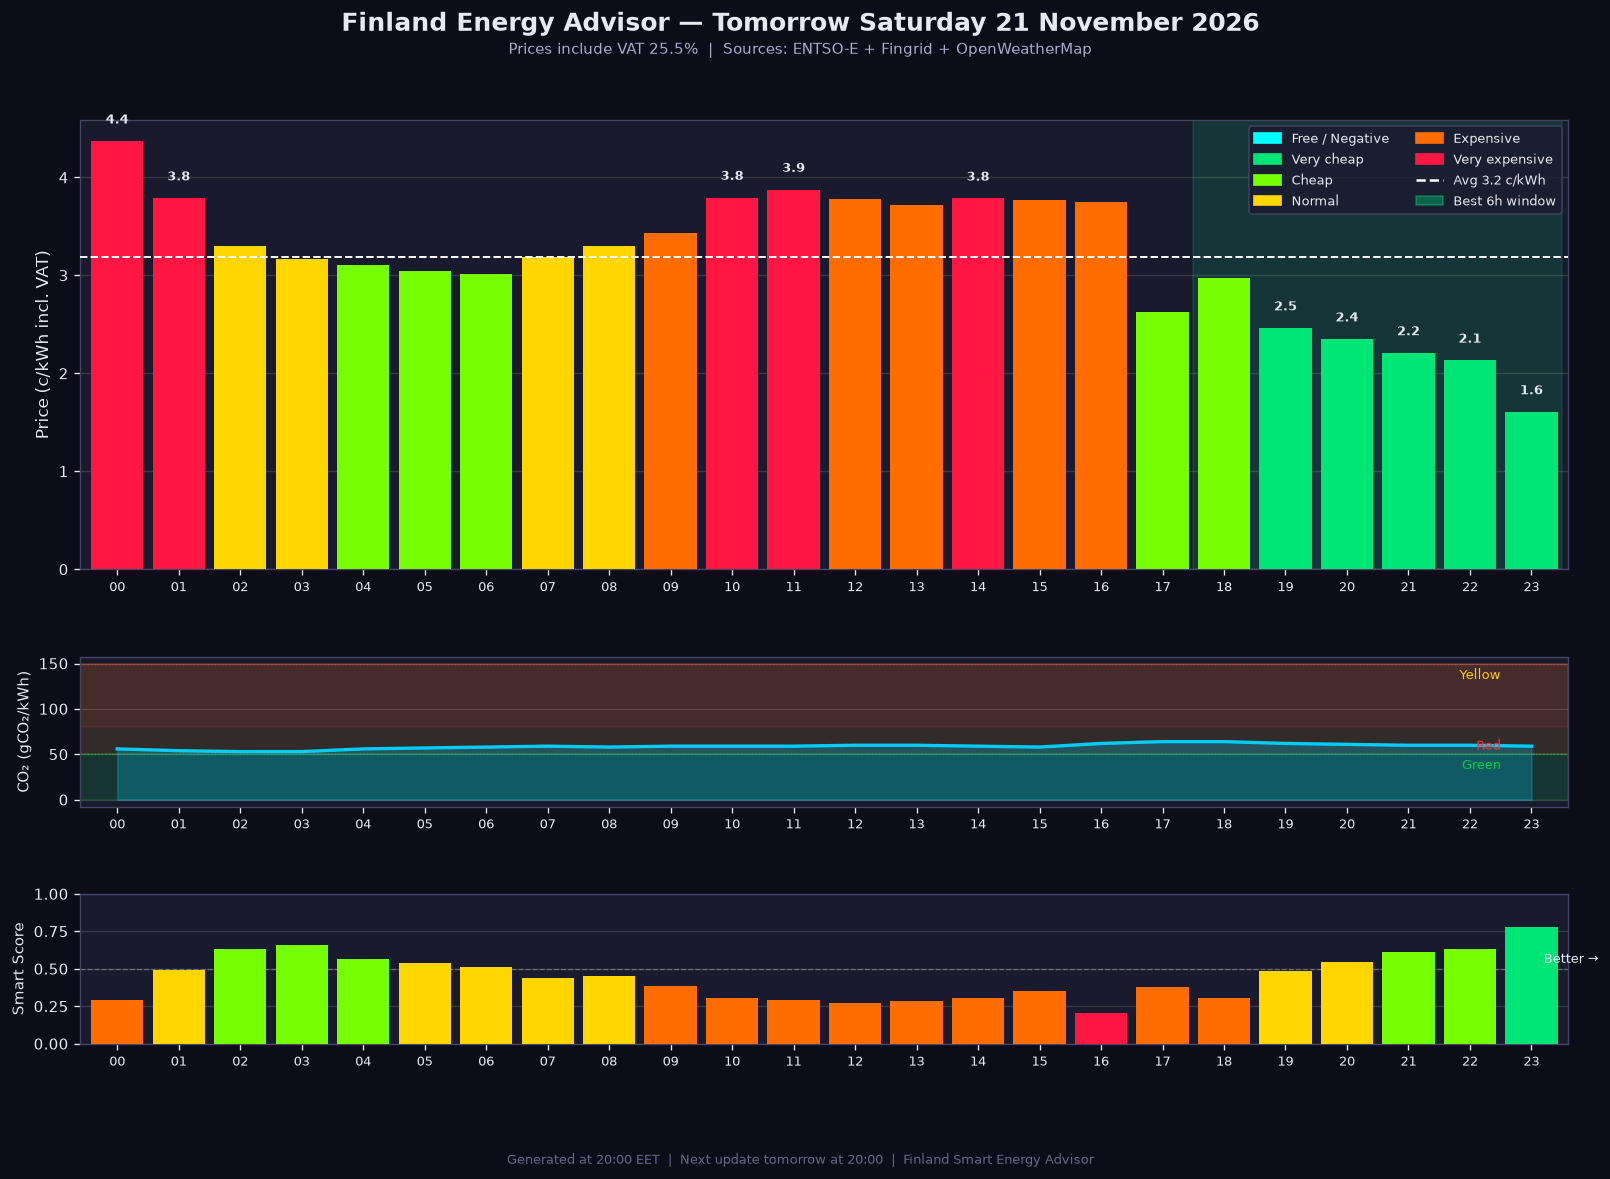 Finland Energy Advisor — Tomorrow Saturday 21 November 2026
Prices include VAT 25.5%  |  Sources: ENTSO-E + Fingrid + OpenWeatherMap
Price (c/kWh incl. VAT)
4
3
2
1
0
4.4
3.8
3.8
3.9
3.8
2.5
2.4
2.2
2.1
1.6
Free / Negative
Very cheap
Cheap
Normal
Expensive
Very expensive
Avg 3.2 c/kWh
Best 6h window
00 01 02 03 04 05 06 07 08 09 10 11 12 13 14 15 16 17 18 19 20 21 22 23
CO₂ (gCO₂/kWh)
150
100
50
0
Yellow
Red
Green
00 01 02 03 04 05 06 07 08 09 10 11 12 13 14 15 16 17 18 19 20 21 22 23
Smart Score
1.00
0.75
0.50
0.25
0.00
Better →
00 01 02 03 04 05 06 07 08 09 10 11 12 13 14 15 16 17 18 19 20 21 22 23
Generated at 20:00 EET  |  Next update tomorrow at 20:00  |  Finland Smart Energy Advisor